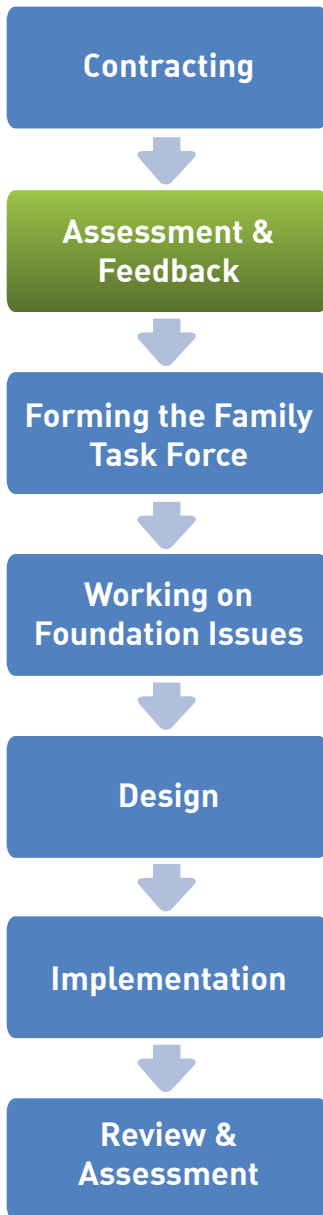 Contracting
Assessment &
Feedback
Forming the Family
Task Force
Working on
Foundation Issues
Design
Implementation
Review &
Assessment